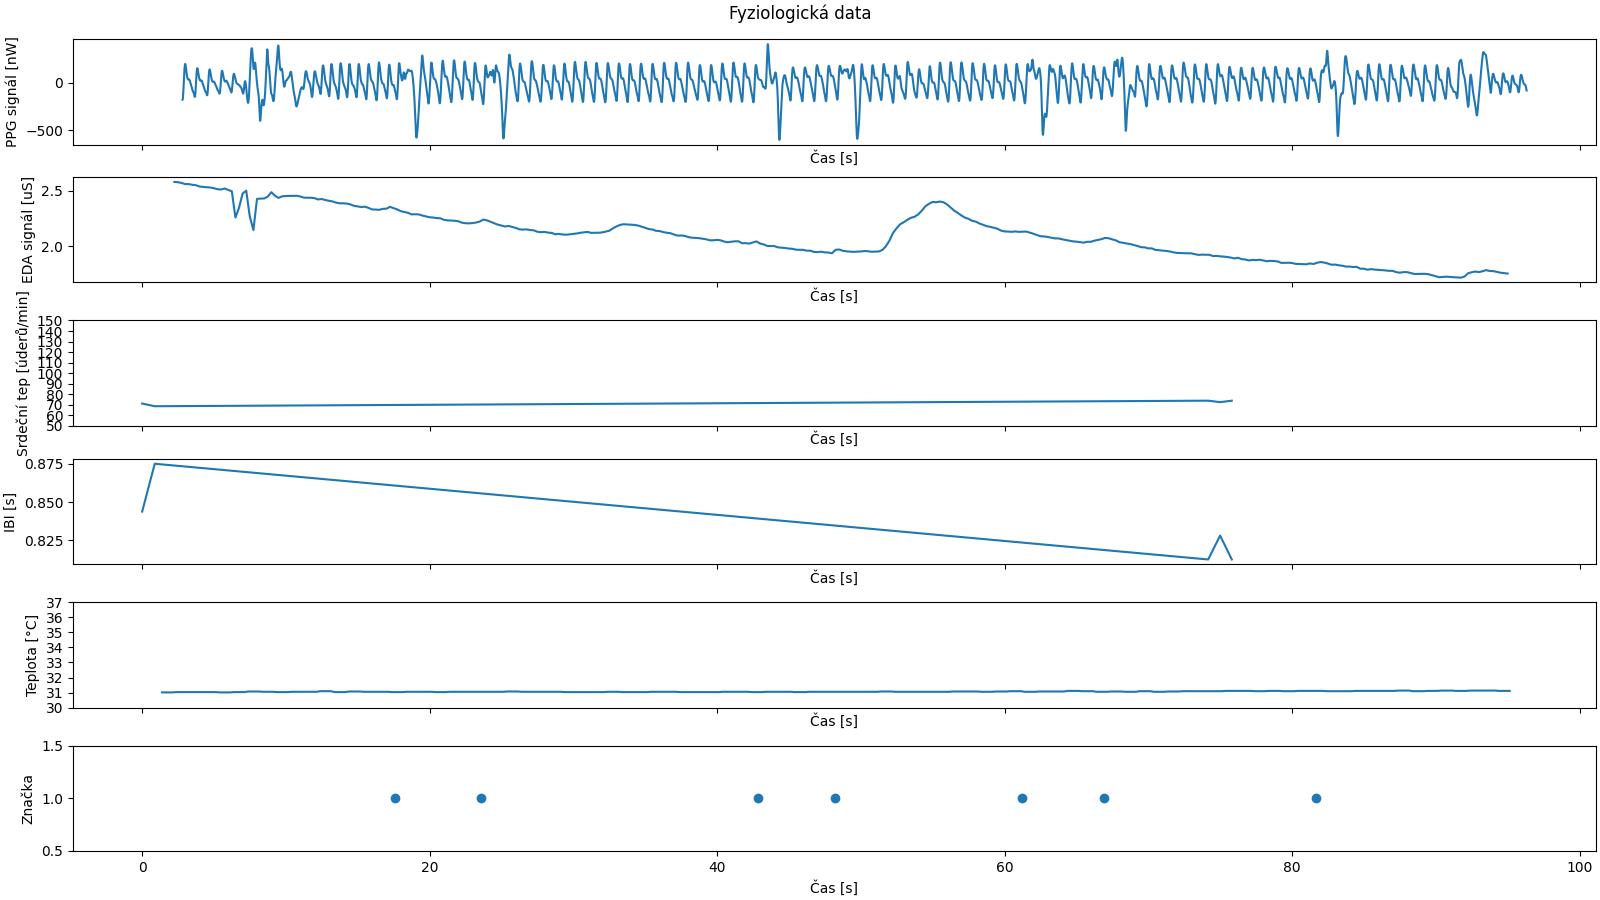 Fyziologická data
PPG signál [nW]
0
−500
Čas [s]
EDA signál [uS]
2.5
2.0
Čas [s]
Srdeční tep [úderů/min]
150
140
130
120
110
100
90
80
70
60
50
Čas [s]
IBI [s]
0.875
0.850
0.825
Čas [s]
Teplota [°C]
37
36
35
34
33
32
31
30
Čas [s]
Značka
1.5
1.0
0.5
0 20 40 60 80 100
Čas [s]